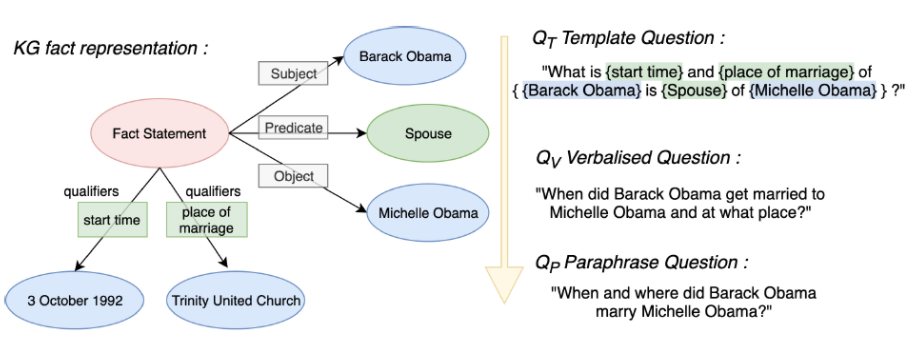 KG fact representation :
Barack Obama
Subject
Fact Statement
Predicate
Spouse
Object
Michelle Obama
qualifiers
qualifiers
start time
place of
marriage
3 October 1992
Trinity United Church
QT Template Question :
"What is {start time} and {place of marriage} of
{ {Barack Obama} is {Spouse} of {Michelle Obama} } ?"
QV Verbalised Question :
"When did Barack Obama get married to
Michelle Obama and at what place?"
QP Paraphrase Question :
"When and where did Barack Obama
marry Michelle Obama?"